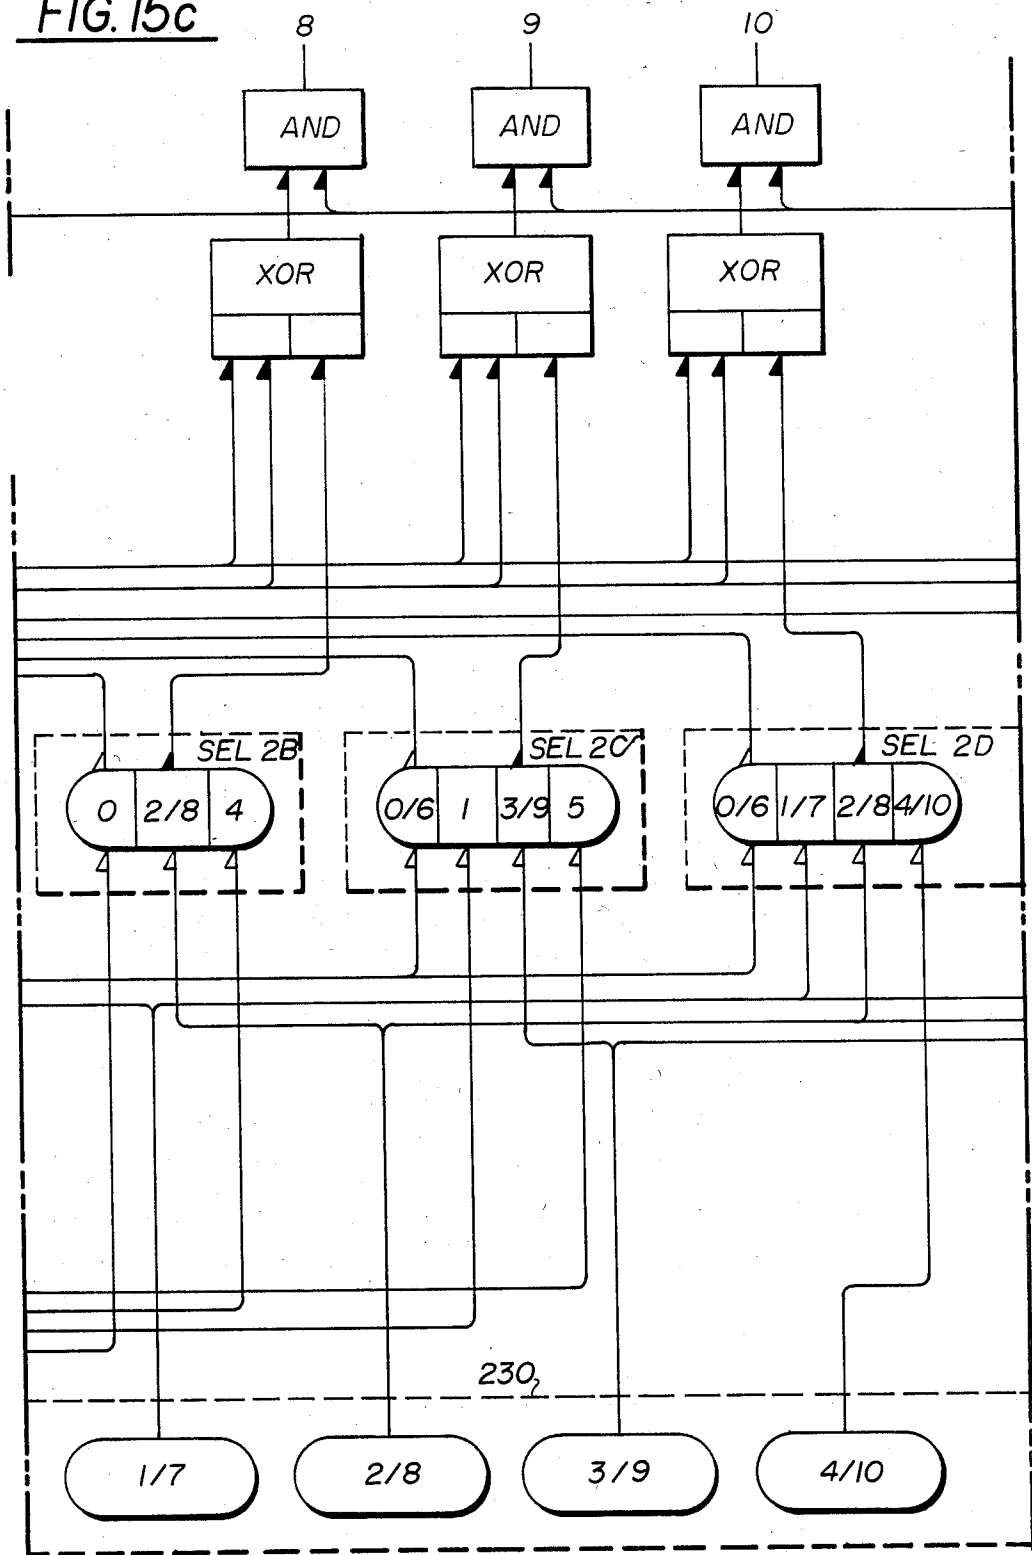 FIG. 15c
8 9 10
AND AND AND
XOR XOR XOR
SEL 2B SEL 2C SEL 2D
0 2/8 4 0/6 1 3/9 5 0/6 1/7 2/8 4/10
230
1/7 2/8 3/9 4/10